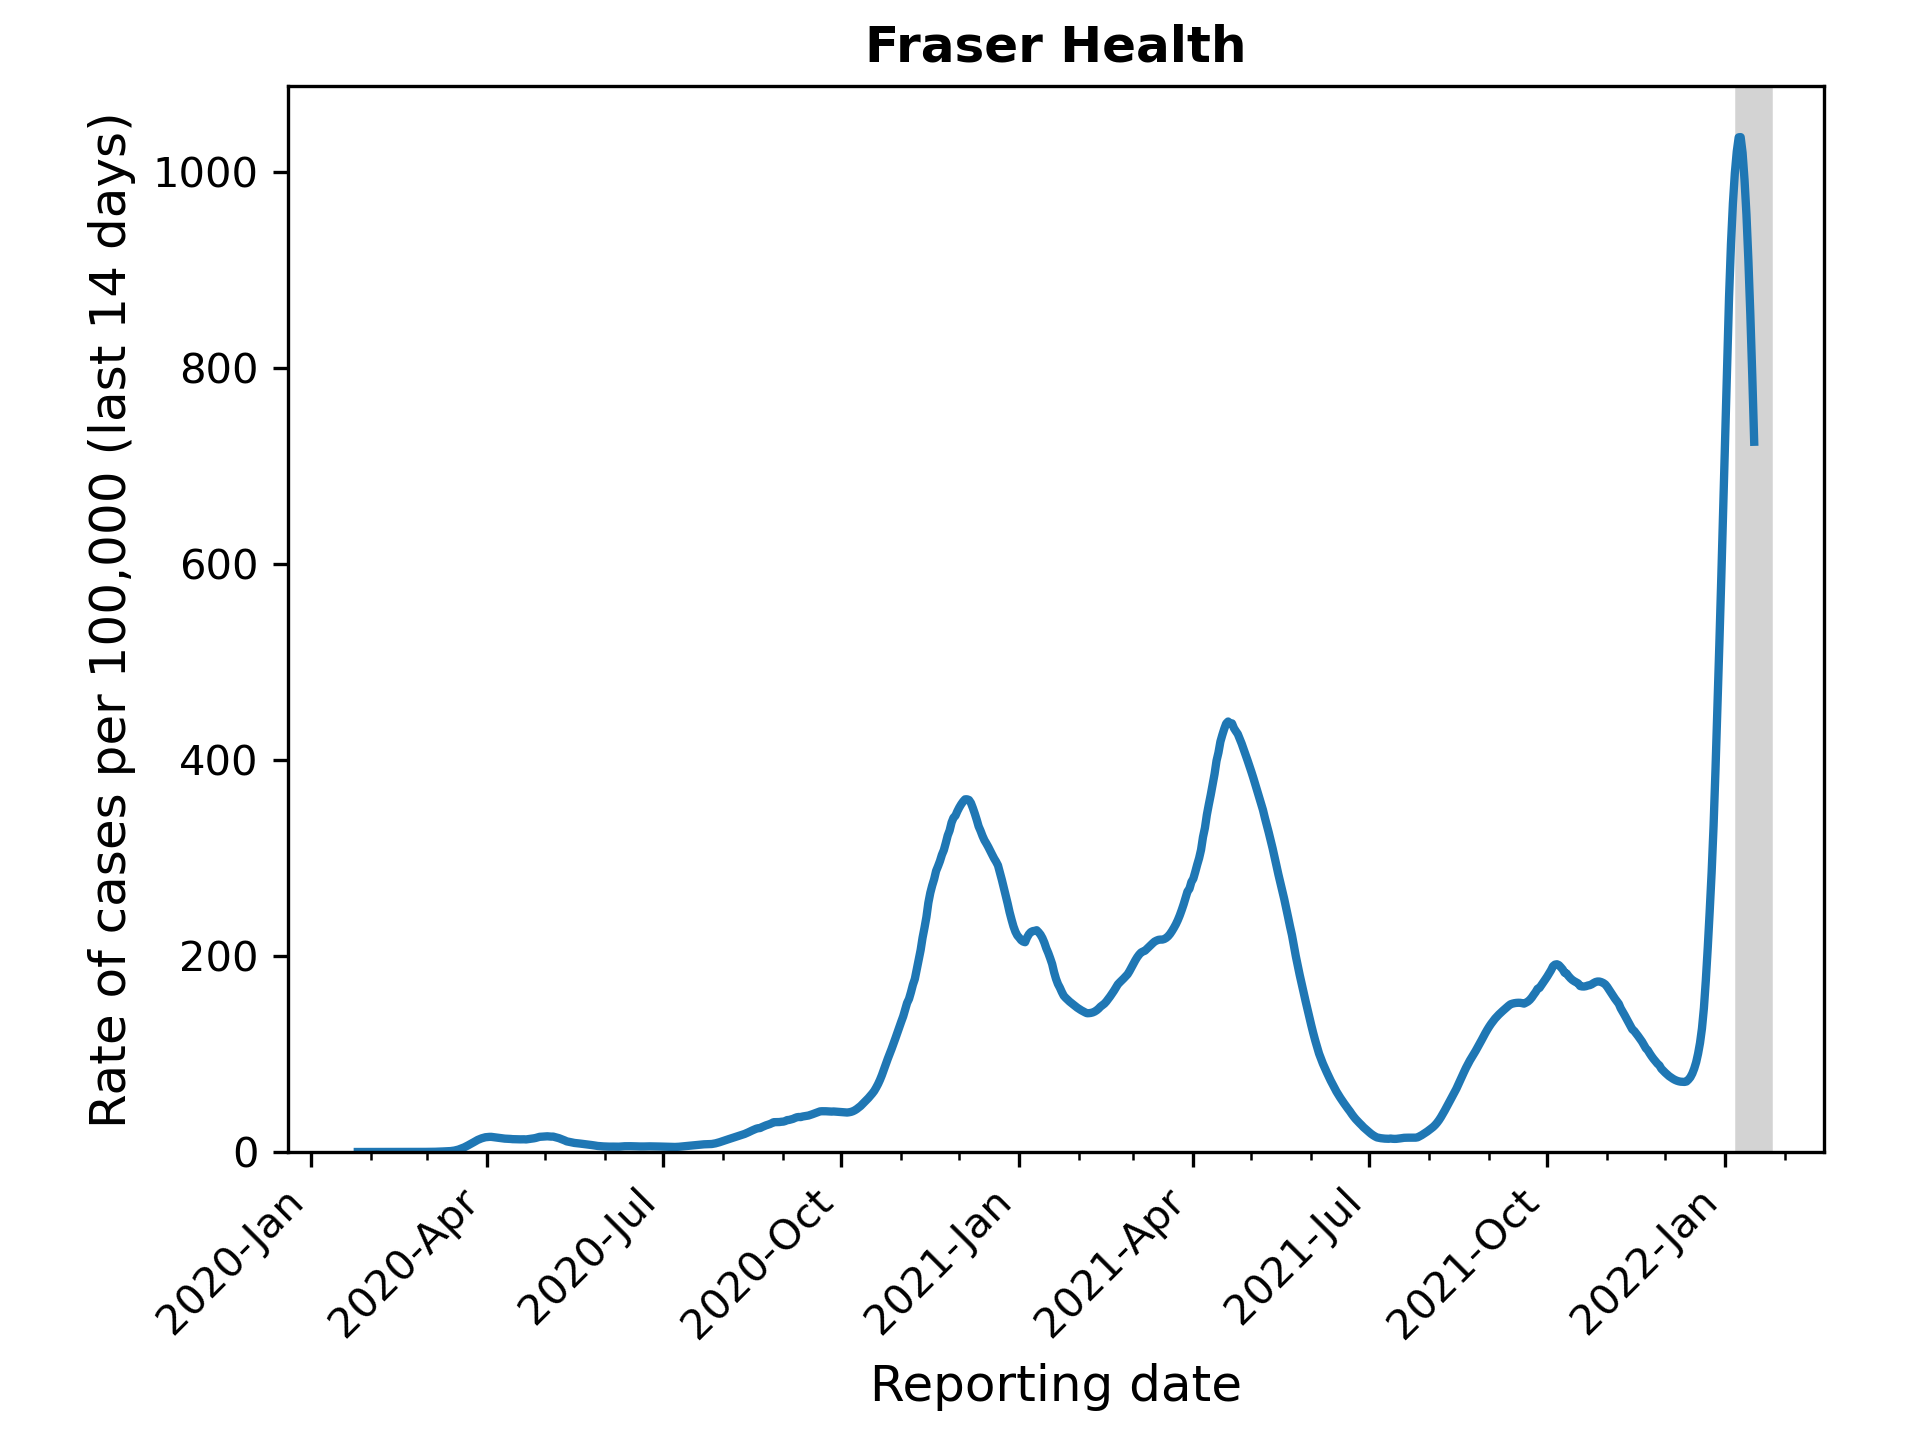 Fraser Health
Rate of cases per 100,000 (last 14 days)
1000
800
600
400
200
0
2020-Jan
2020-Apr
2020-Jul
2020-Oct
2021-Jan
2021-Apr
2021-Jul
2021-Oct
2022-Jan
Reporting date